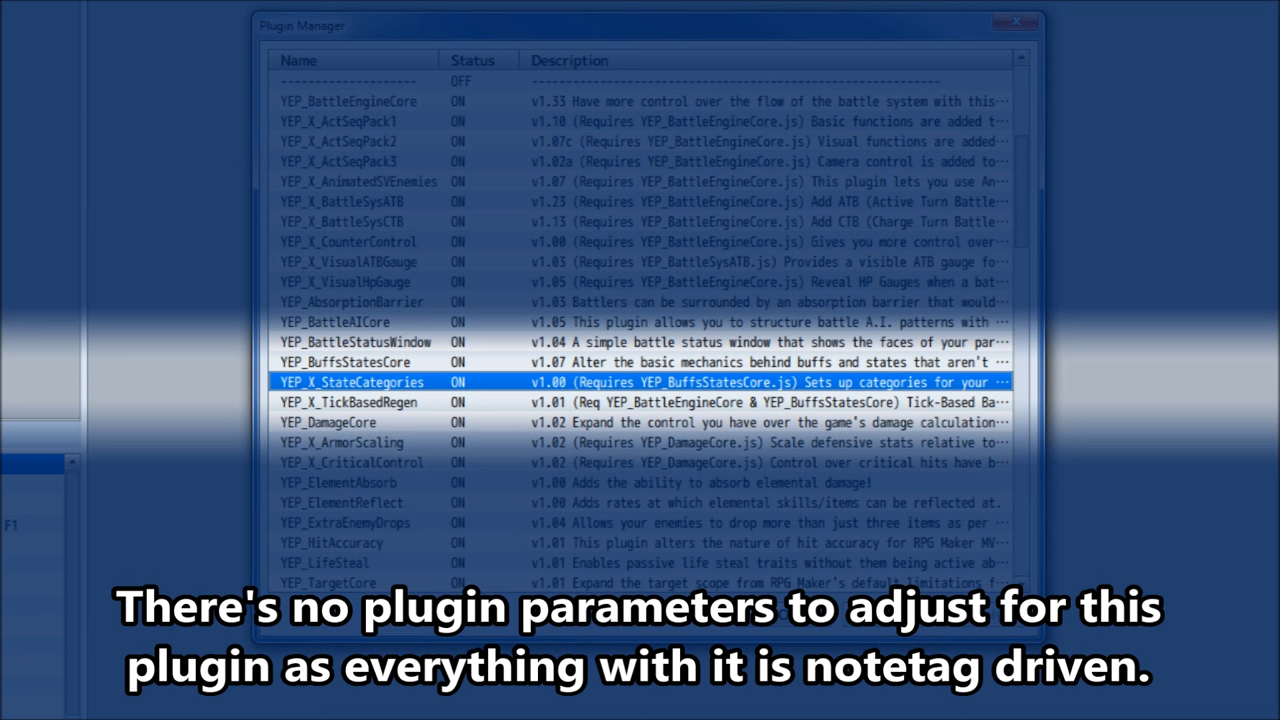 Plugin Manager
Name Status Description
-------------------- OFF ------------------------------------------------------------
YEP_BattleEngineCore ON v1.33 Have more control over the flow of the battle system with this···
YEP_X_ActSeqPack1 ON v1.10 (Requires YEP_BattleEngineCore.js) Basic functions are added t···
YEP_X_ActSeqPack2 ON v1.07c (Requires YEP_BattleEngineCore.js) Visual functions are added···
YEP_X_ActSeqPack3 ON v1.02a (Requires YEP_BattleEngineCore.js) Camera control is added to···
YEP_X_AnimatedSVEnemies ON v1.07 (Requires YEP_BattleEngineCore.js) This plugin lets you use An···
YEP_X_BattleSysATB ON v1.23 (Requires YEP_BattleEngineCore.js) Add ATB (Active Turn Battle···
YEP_X_BattleSysCTB ON v1.13 (Requires YEP_BattleEngineCore.js) Add CTB (Charge Turn Battle···
YEP_X_CounterControl ON v1.00 (Requires YEP_BattleEngineCore.js) Gives you more control over···
YEP_X_VisualATBGauge ON v1.03 (Requires YEP_BattleSysATB.js) Provides a visible ATB gauge fo···
YEP_X_VisualHpGauge ON v1.05 (Requires YEP_BattleEngineCore.js) Reveal HP Gauges when a bat···
YEP_AbsorptionBarrier ON v1.03 Battlers can be surrounded by an absorption barrier that would···
YEP_BattleAICore ON v1.05 This plugin allows you to structure battle A.I. patterns with ···
YEP_BattleStatusWindow ON v1.04 A simple battle status window that shows the faces of your par···
YEP_BuffsStatesCore ON v1.07 Alter the basic mechanics behind buffs and states that aren't ···
YEP_X_StateCategories ON v1.00 (Requires YEP_BuffsStatesCore.js) Sets up categories for your ···
YEP_X_TickBasedRegen ON v1.01 (Req YEP_BattleEngineCore & YEP_BuffsStatesCore) Tick-Based Ba···
YEP_DamageCore ON v1.02 Expand the control you have over the game's damage calculation···
YEP_X_ArmorScaling ON v1.02 (Requires YEP_DamageCore.js) Scale defensive stats relative to···
YEP_X_CriticalControl ON v1.02 (Requires YEP_DamageCore.js) Control over critical hits have b···
YEP_ElementAbsorb ON v1.00 Adds the ability to absorb elemental damage!
YEP_ElementReflect ON v1.00 Adds rates at which elemental skills/items can be reflected at.
YEP_ExtraEnemyDrops ON v1.04 Allows your enemies to drop more than just three items as per ···
F1
YEP_HitAccuracy ON v1.01 This plugin alters the nature of hit accuracy for RPG Maker MV···
YEP_LifeSteal ON v1.01 Enables passive life steal traits without them being active ab···
YEP_TargetCore ON v1.01 Expand the target scope from RPG Maker's default limitations f···
There's no plugin parameters to adjust for this
plugin as everything with it is notetag driven.